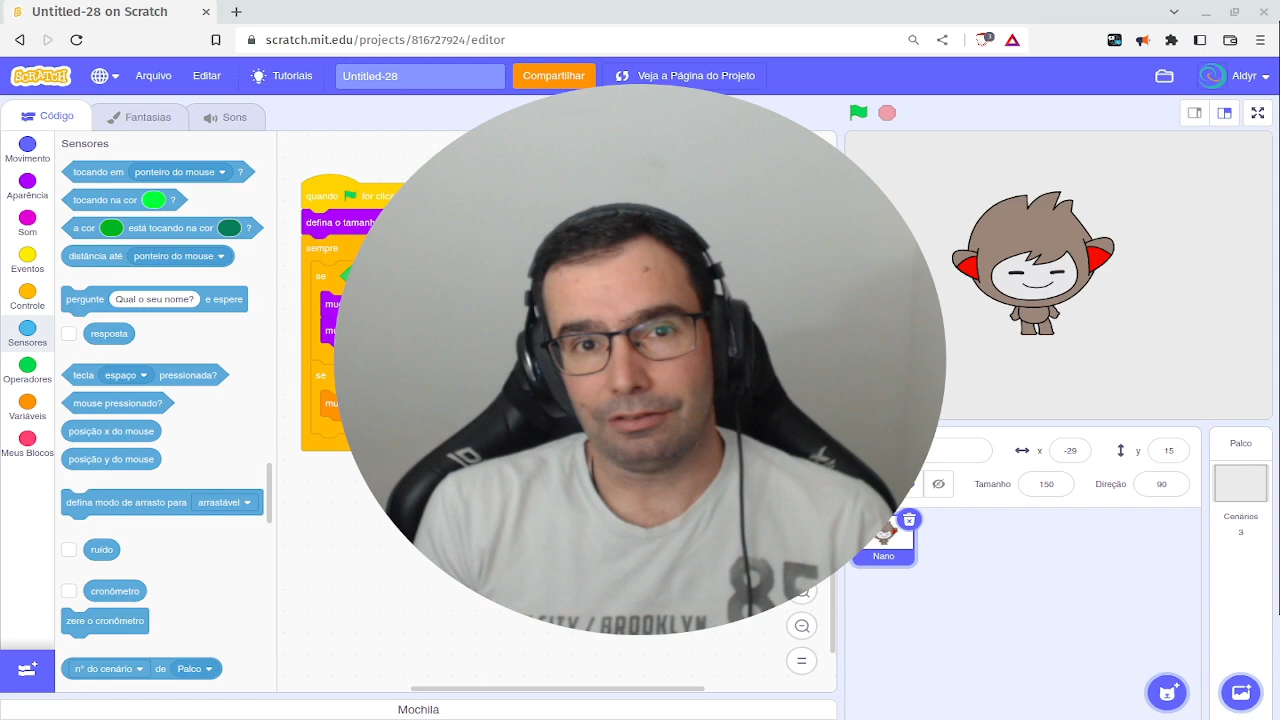 Untitled-28 on Scratch
scratch.mit.edu/projects/816727924/editor
3
SCRATCH
Arquivo
Editar
Tutoriais
Untitled-28
Compartilhar
Veja a Página do Projeto
Aldyr
Código
Fantasias
Sons
Movimento
Aparência
Som
Eventos
Controle
Sensores
Operadores
Variáveis
Meus Blocos
Sensores
tocando em ponteiro do mouse ?
tocando na cor ?
a cor está tocando na cor ?
distância até ponteiro do mouse
pergunte Qual o seu nome? e espere
resposta
tecla espaço pressionada?
mouse pressionado?
posição x do mouse
posição y do mouse
defina modo de arrasto para arrastável
ruído
cronômetro
zere o cronômetro
n° do cenário de Palco
quando for
defina o
sempre
se
se
85
/ BROOKLYN
Mochila
x -29
y 15
Tamanho 150
Direção 90
Nano
Palco
Cenários
3